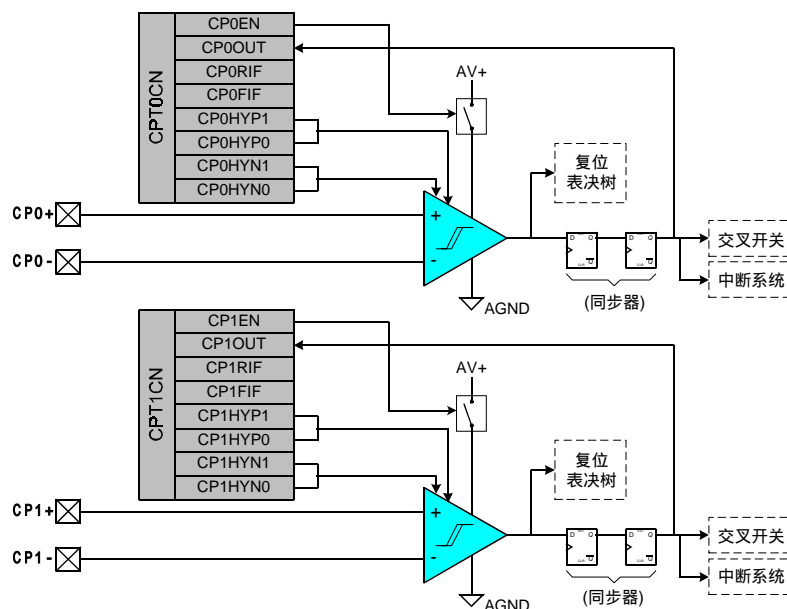 CPT0CN
CP0EN
CP0OUT
CP0RIF
CP0FIF
CP0HYP1
CP0HYP0
CP0HYN1
CP0HYN0
AV+
复位
表决树
CP0+
+
CP0-
-
D Q
Q
D Q
Q
交叉开关
中断系统
(同步器)
AGND
CPT1CN
CP1EN
CP1OUT
CP1RIF
CP1FIF
CP1HYP1
CP1HYP0
CP1HYN1
CP1HYN0
AV+
复位
表决树
CP1+
+
CP1-
-
D Q
Q
D Q
Q
交叉开关
中断系统
(同步器)
AGND